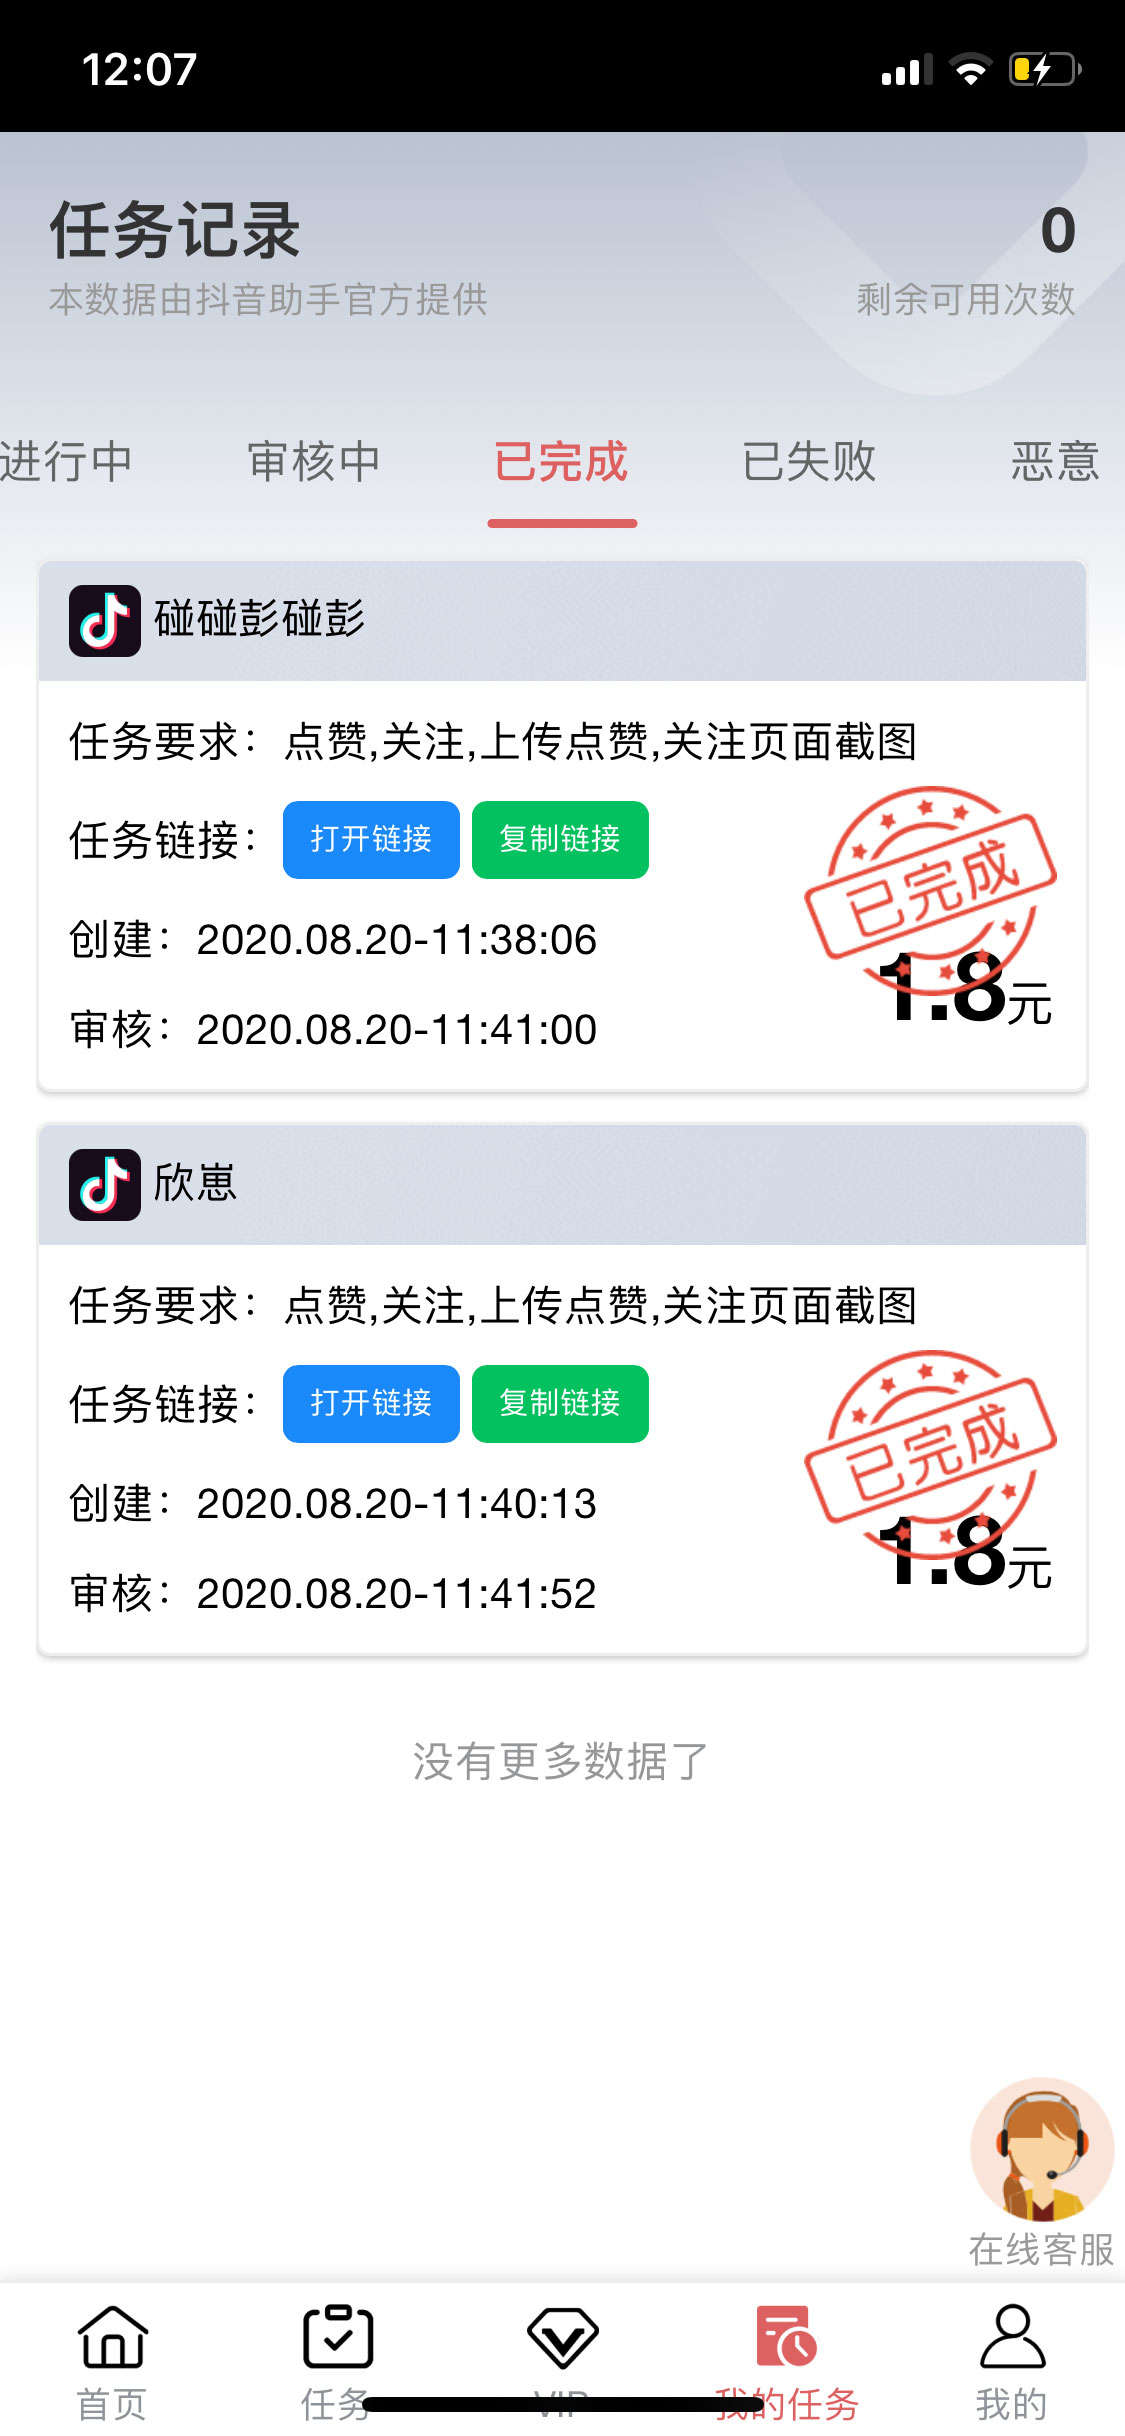 12:07
任务记录
0
本数据由抖音助手官方提供
剩余可用次数
进行中 审核中 已完成 已失败 恶意
碰碰彭碰彭
任务要求：点赞,关注,上传点赞,关注页面截图
任务链接： 打开链接 复制链接
已完成
创建：2020.08.20-11:38:06
1.8元
审核：2020.08.20-11:41:00
欣崽
任务要求：点赞,关注,上传点赞,关注页面截图
任务链接： 打开链接 复制链接
已完成
创建：2020.08.20-11:40:13
1.8元
审核：2020.08.20-11:41:52
没有更多数据了
在线客服
首页 任务 VIP 我的任务 我的